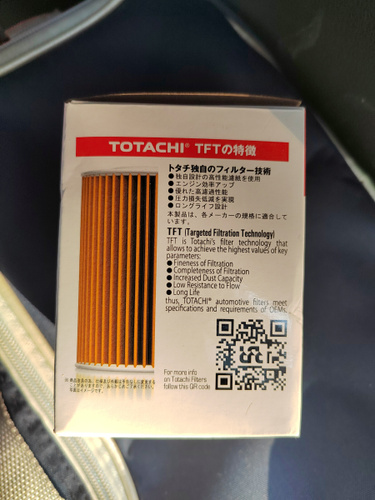 TOTACHI® TFTの特徴
トタチ独自のフィルター技術
●独自設計の高性能濾紙を使用
●エンジン効率アップ
●優れた高濾過性能
●圧力損失低減を実現
●ロングライフ設計
本製品は、各メーカーの規格に適合して
います。
TFT (Targeted Filtration Technology)
TFT is Totachi's filter technology that
allows to achieve the highest values of key
parameters:
●Fineness of Filtration
●Completeness of Filtration
●Increased Dust Capacity
●Low Resistance to Flow
●Long Life
thus, TOTACHI® automotive filters meet
specifications and requirements of OEMs.
For more info
on Totachi Filters
follow this QR code